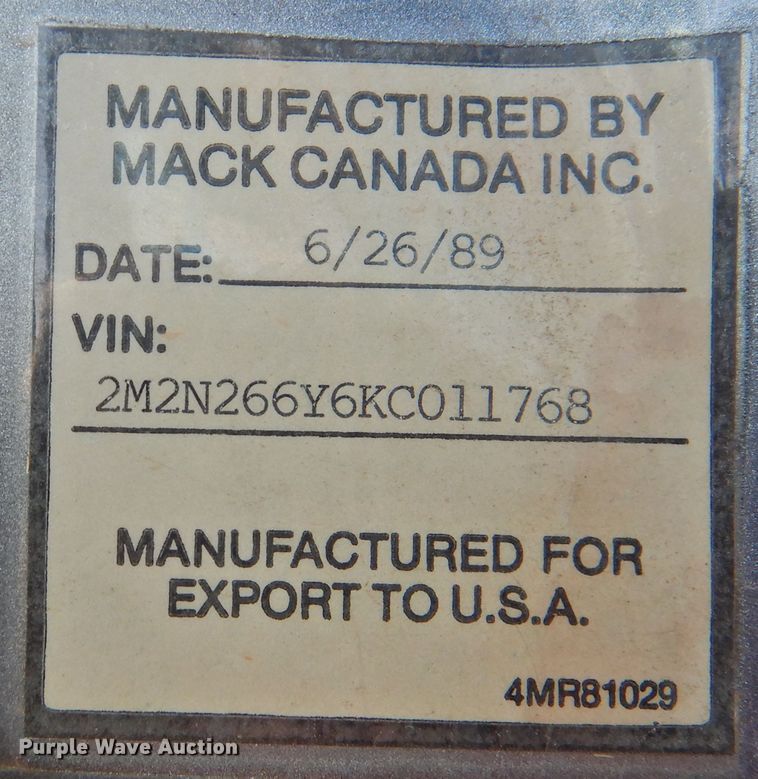 MANUFACTURED BY
MACK CANADA INC.
DATE: 6/26/89
VIN:
2M2N266Y6KC011768
MANUFACTURED FOR
EXPORT TO U.S.A.
4MR81029
Purple Wave Auction